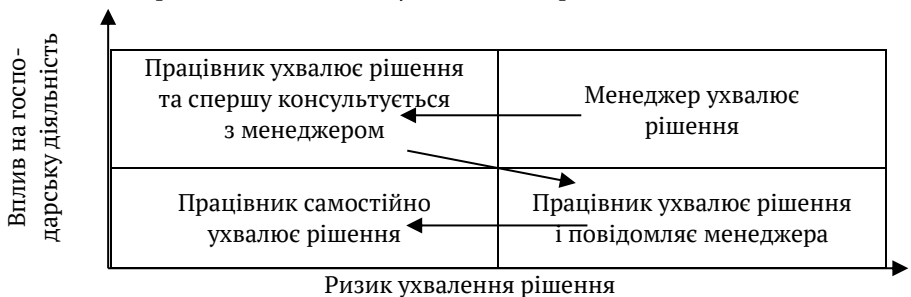 Вплив на госпо-
дарську діяльність
Працівник ухвалює рішення
та спершу консультується
з менеджером
Менеджер ухвалює
рішення
Працівник самостійно
ухвалює рішення
Працівник ухвалює рішення
і повідомляє менеджера
Ризик ухвалення рішення